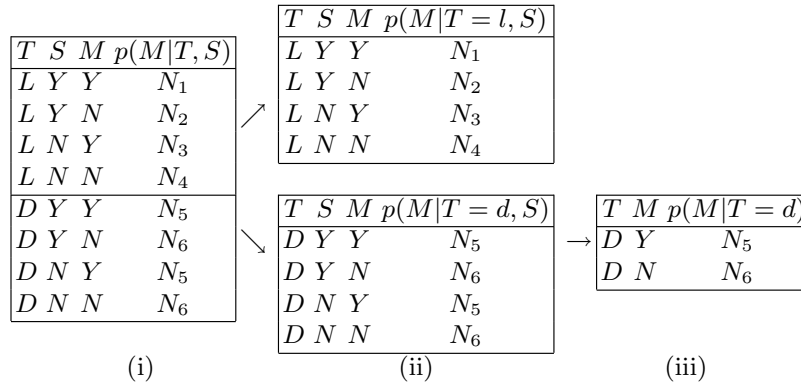 T S M p(M|T, S)
L Y Y N₁
L Y N N₂
L N Y N₃
L N N N₄
D Y Y N₅
D Y N N₆
D N Y N₅
D N N N₆
(i)
T S M p(M|T = l, S)
L Y Y N₁
L Y N N₂
L N Y N₃
L N N N₄
T S M p(M|T = d, S)
D Y Y N₅
D Y N N₆
D N Y N₅
D N N N₆
(ii)
T M p(M|T = d)
D Y N₅
D N N₆
(iii)